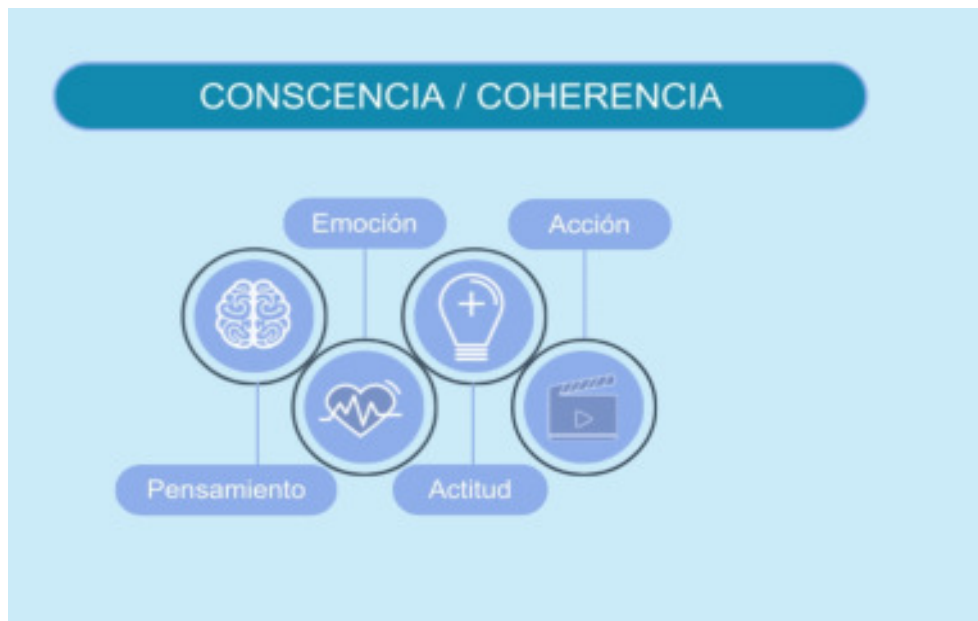 CONSCENCIA / COHERENCIA
Emoción
Acción
Pensamiento
Actitud